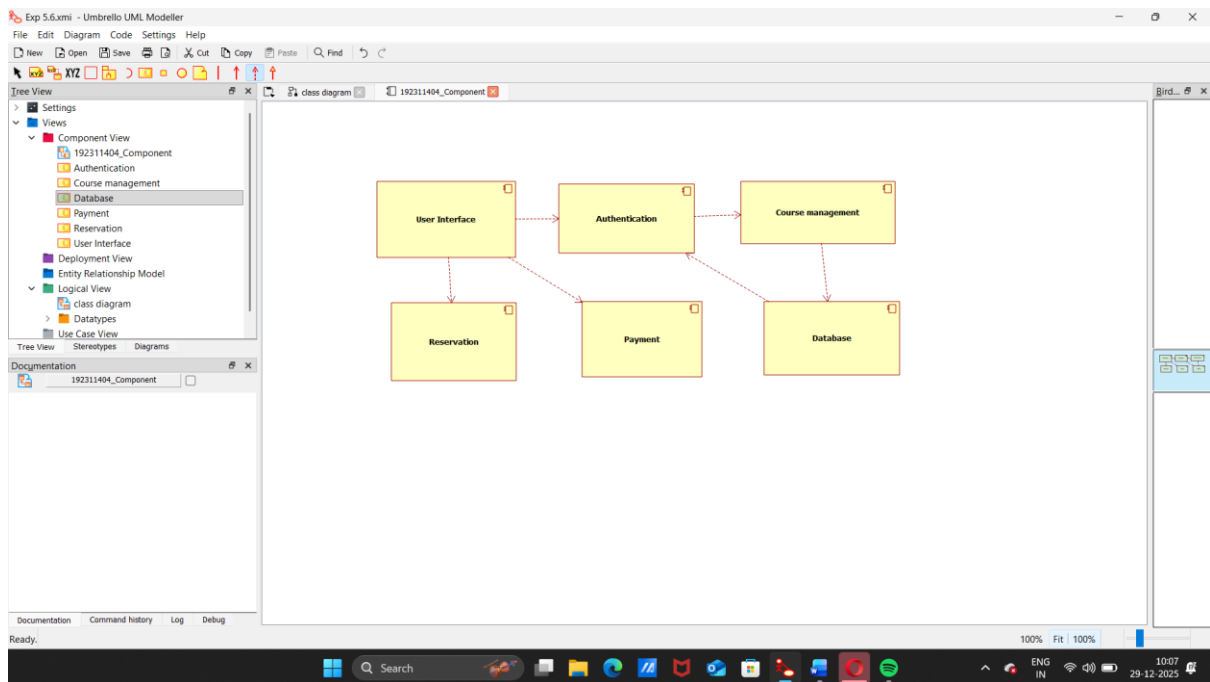 Exp 5.6.xmi - Umbrello UML Modeller
File Edit Diagram Code Settings Help
New Open Save Cut Copy Paste Find
XYZ
Tree View
class diagram
192311404_Component
Bird...
Settings
Views
Component View
192311404_Component
Authentication
Course management
Database
Payment
Reservation
User Interface
Deployment View
Entity Relationship Model
Logical View
class diagram
Datatypes
Use Case View
Tree View Stereotypes Diagrams
Documentation
192311404_Component
User Interface
Authentication
Course management
Reservation
Payment
Database
Documentation Command history Log Debug
Ready.
100% Fit 100%
Search
ENG
IN
10:07
29-12-2025